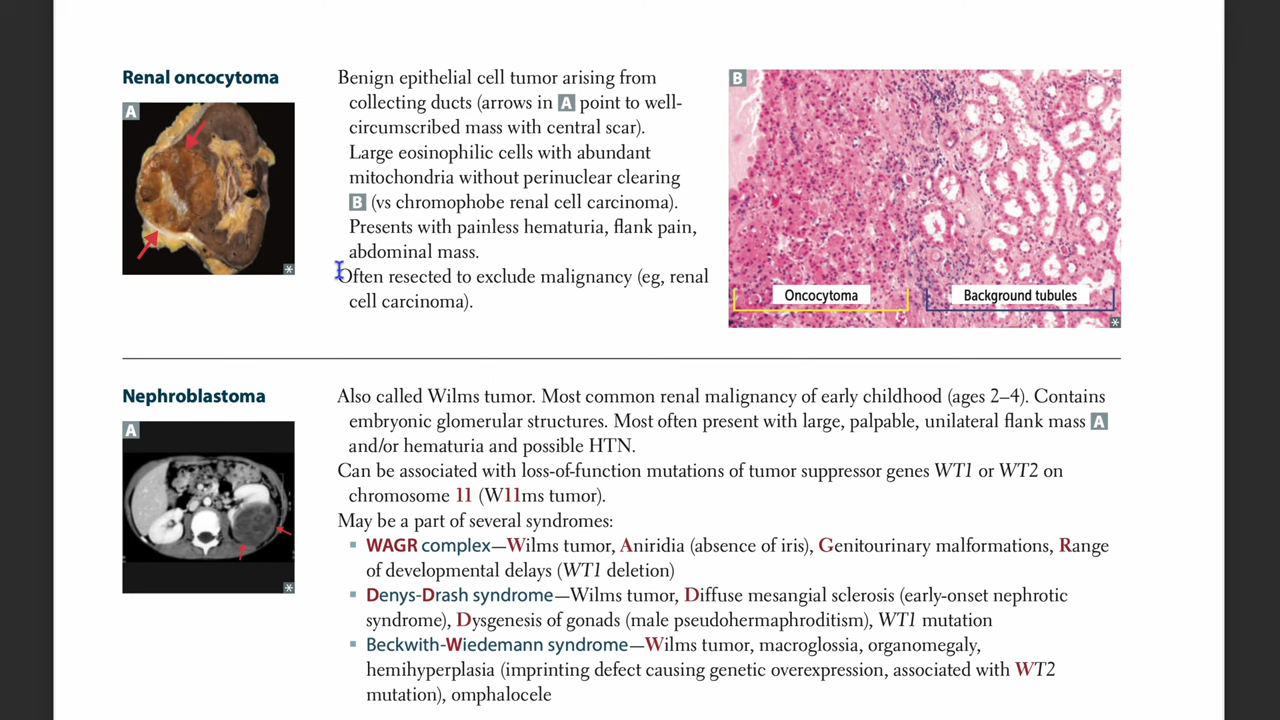 Renal oncocytoma
A
Benign epithelial cell tumor arising from
collecting ducts (arrows in A point to well-
circumscribed mass with central scar).
Large eosinophilic cells with abundant
mitochondria without perinuclear clearing
B (vs chromophobe renal cell carcinoma).
Presents with painless hematuria, flank pain,
abdominal mass.
Often resected to exclude malignancy (eg, renal
cell carcinoma).
B
Oncocytoma
Background tubules
Nephroblastoma
A
Also called Wilms tumor. Most common renal malignancy of early childhood (ages 2–4). Contains
embryonic glomerular structures. Most often present with large, palpable, unilateral flank mass A
and/or hematuria and possible HTN.
Can be associated with loss-of-function mutations of tumor suppressor genes WT1 or WT2 on
chromosome 11 (W11ms tumor).
May be a part of several syndromes:
▪ WAGR complex—Wilms tumor, Aniridia (absence of iris), Genitourinary malformations, Range
of developmental delays (WT1 deletion)
▪ Denys-Drash syndrome—Wilms tumor, Diffuse mesangial sclerosis (early-onset nephrotic
syndrome), Dysgenesis of gonads (male pseudohermaphroditism), WT1 mutation
▪ Beckwith-Wiedemann syndrome—Wilms tumor, macroglossia, organomegaly,
hemihyperplasia (imprinting defect causing genetic overexpression, associated with WT2
mutation), omphalocele